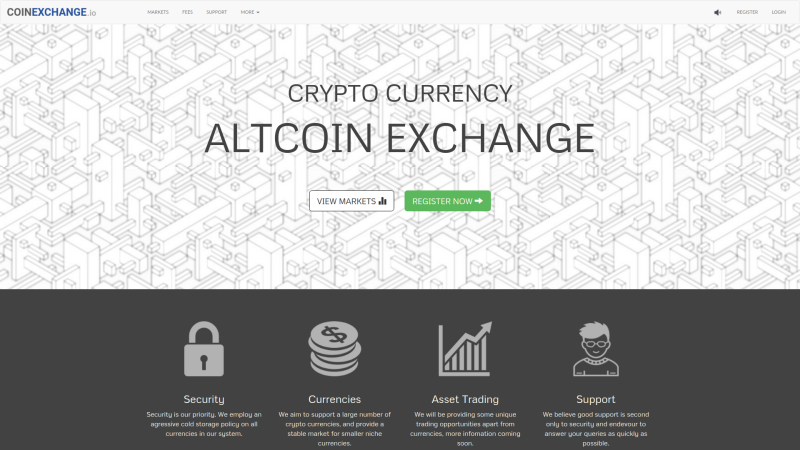 COINEXCHANGE.io
MARKETS FEES SUPPORT MORE
REGISTER LOGIN
CRYPTO CURRENCY
ALTCOIN EXCHANGE
VIEW MARKETS
REGISTER NOW
Security
Security is our priority. We employ an
agressive cold storage policy on all
currencies in our system.
Currencies
We aim to support a large number of
crypto currencies, and provide a
stable market for smaller niche
currencies.
Asset Trading
We will be providing some unique
trading opportunities apart from
currencies, more infomation coming
soon.
Support
We believe good support is second
only to security and endevour to
answer your queries as quickly as
possible.